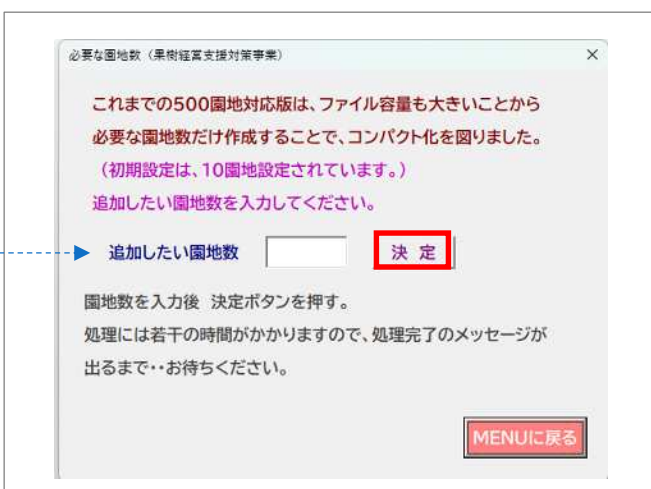 必要な園地数（果樹経営支援対策事業）
これまでの500園地対応版は、ファイル容量も大きいことから
必要な園地数だけ作成することで、コンパクト化を図りました。
（初期設定は、10園地設定されています。）
追加したい園地数を入力してください。
追加したい園地数
決 定
園地数を入力後 決定ボタンを押す。
処理には若干の時間がかかりますので、処理完了のメッセージが
出るまで・・お待ちください。
MENUに戻る